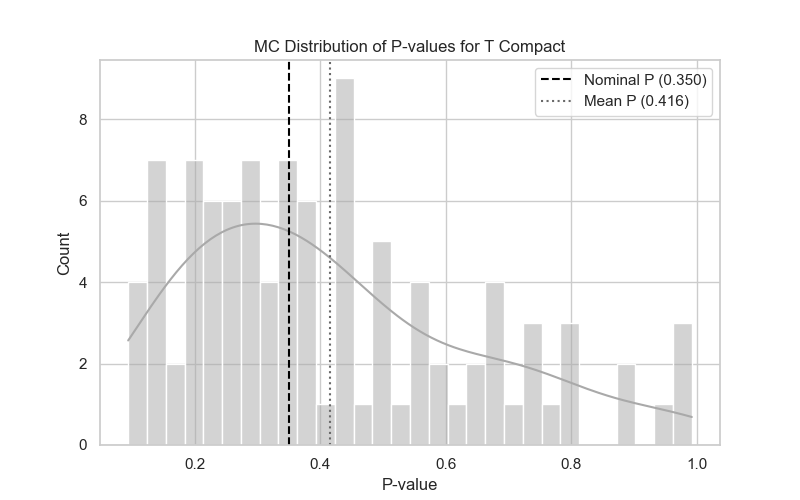 MC Distribution of P-values for T Compact
Nominal P (0.350)
Mean P (0.416)
Count
8
6
4
2
0
0.2 0.4 0.6 0.8 1.0
P-value